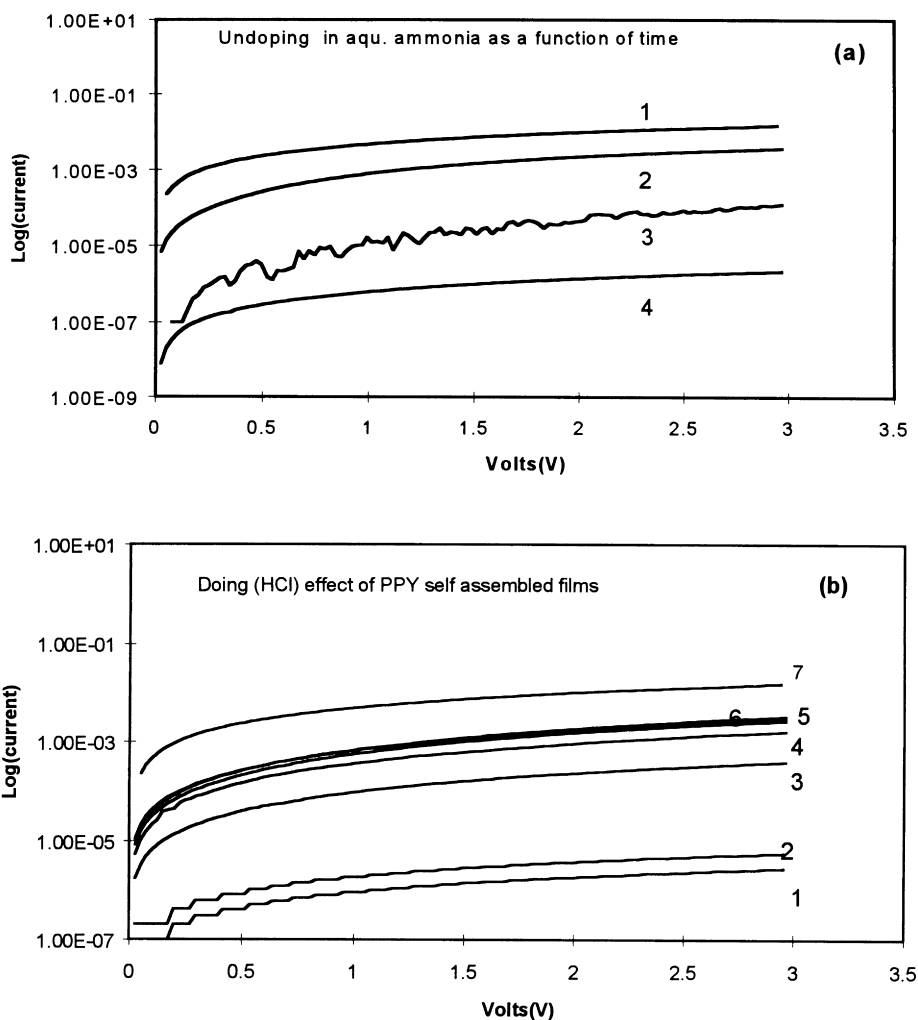 1.00E+01
Undoping in aqu. ammonia as a function of time
(a)
1.00E-01
1
1.00E-03
2
Log(current)
3
1.00E-05
4
1.00E-07
1.00E-09
0 0.5 1 1.5 2 2.5 3 3.5
Volts(V)
1.00E+01
Doing (HCl) effect of PPY self assembled films
(b)
1.00E-01
7
6 5
1.00E-03
4
Log(current)
3
1.00E-05
2
1
1.00E-07
0 0.5 1 1.5 2 2.5 3 3.5
Volts(V)